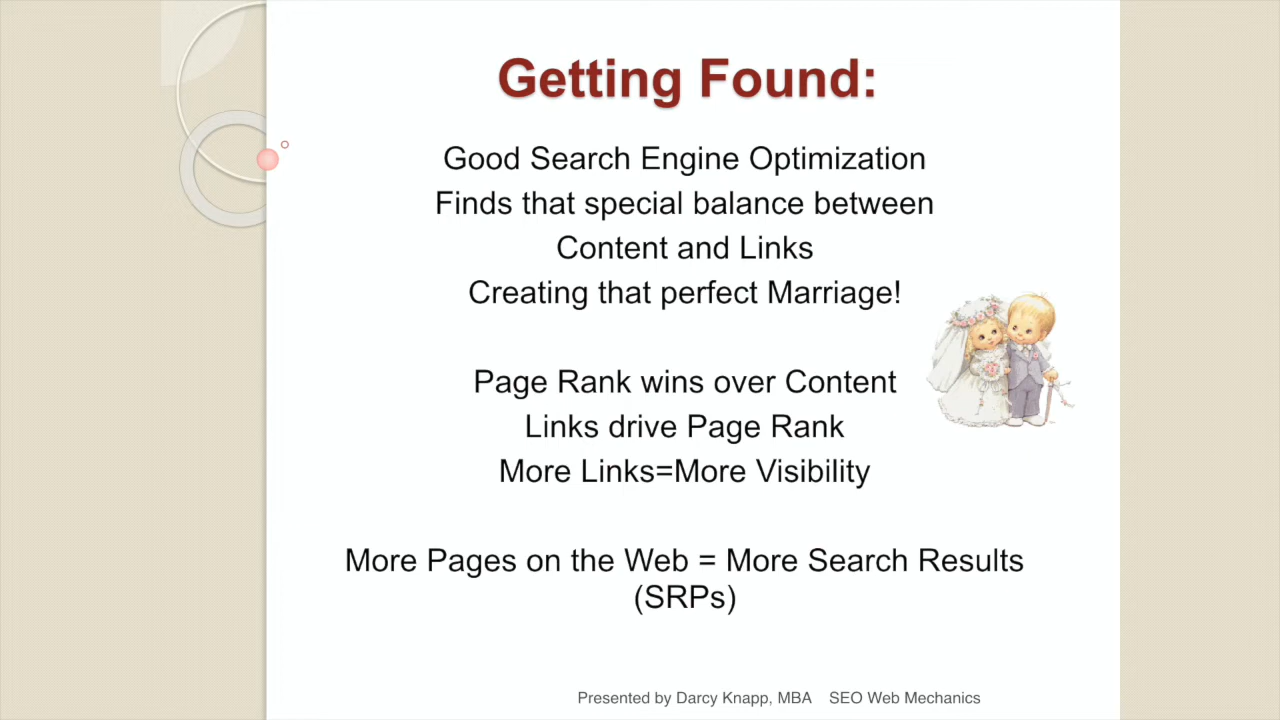 Getting Found:
Good Search Engine Optimization
Finds that special balance between
Content and Links
Creating that perfect Marriage!
Page Rank wins over Content
Links drive Page Rank
More Links=More Visibility
More Pages on the Web = More Search Results
(SRPs)
Presented by Darcy Knapp, MBA    SEO Web Mechanics